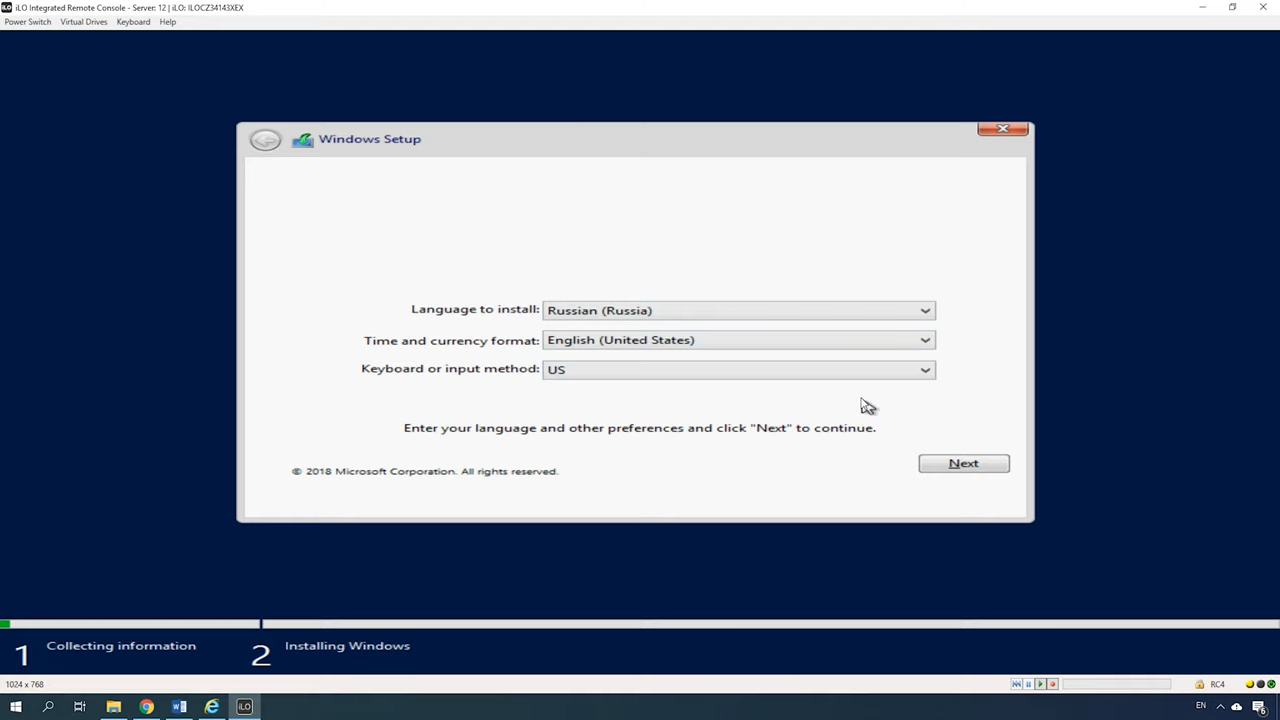 iLO iLO Integrated Remote Console - Server: 12 | iLO: ILOCZ34143XEX
Power Switch Virtual Drives Keyboard Help
Windows Setup
Language to install: Russian (Russia)
Time and currency format: English (United States)
Keyboard or input method: US
Enter your language and other preferences and click "Next" to continue.
© 2018 Microsoft Corporation. All rights reserved.
Next
1 Collecting information 2 Installing Windows
1024 x 768 RC4
iLO EN 6